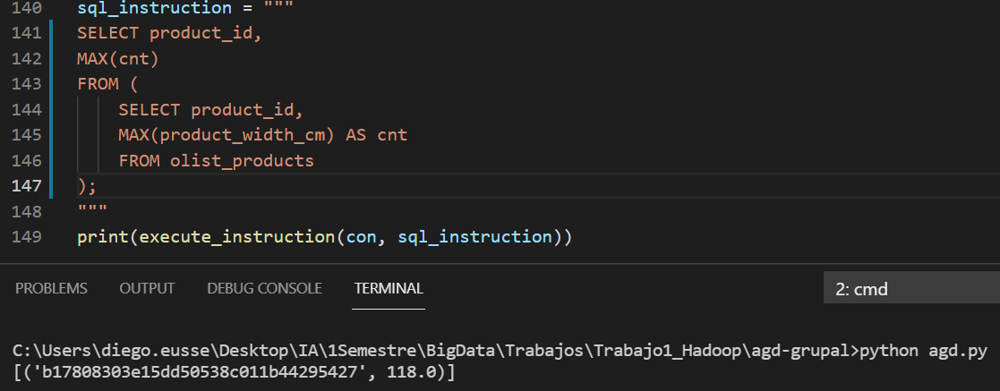 140 sql_instruction = """
141 SELECT product_id,
142 MAX(cnt)
143 FROM (
144 SELECT product_id,
145 MAX(product_width_cm) AS cnt
146 FROM olist_products
147 );
148 """
149 print(execute_instruction(con, sql_instruction))
PROBLEMS OUTPUT DEBUG CONSOLE TERMINAL 2: cmd
C:\Users\diego.eusse\Desktop\IA\1Semestre\BigData\Trabajos\Trabajo1_Hadoop\agd-grupal>python agd.py
[('b17808303e15dd50538c011b44295427', 118.0)]